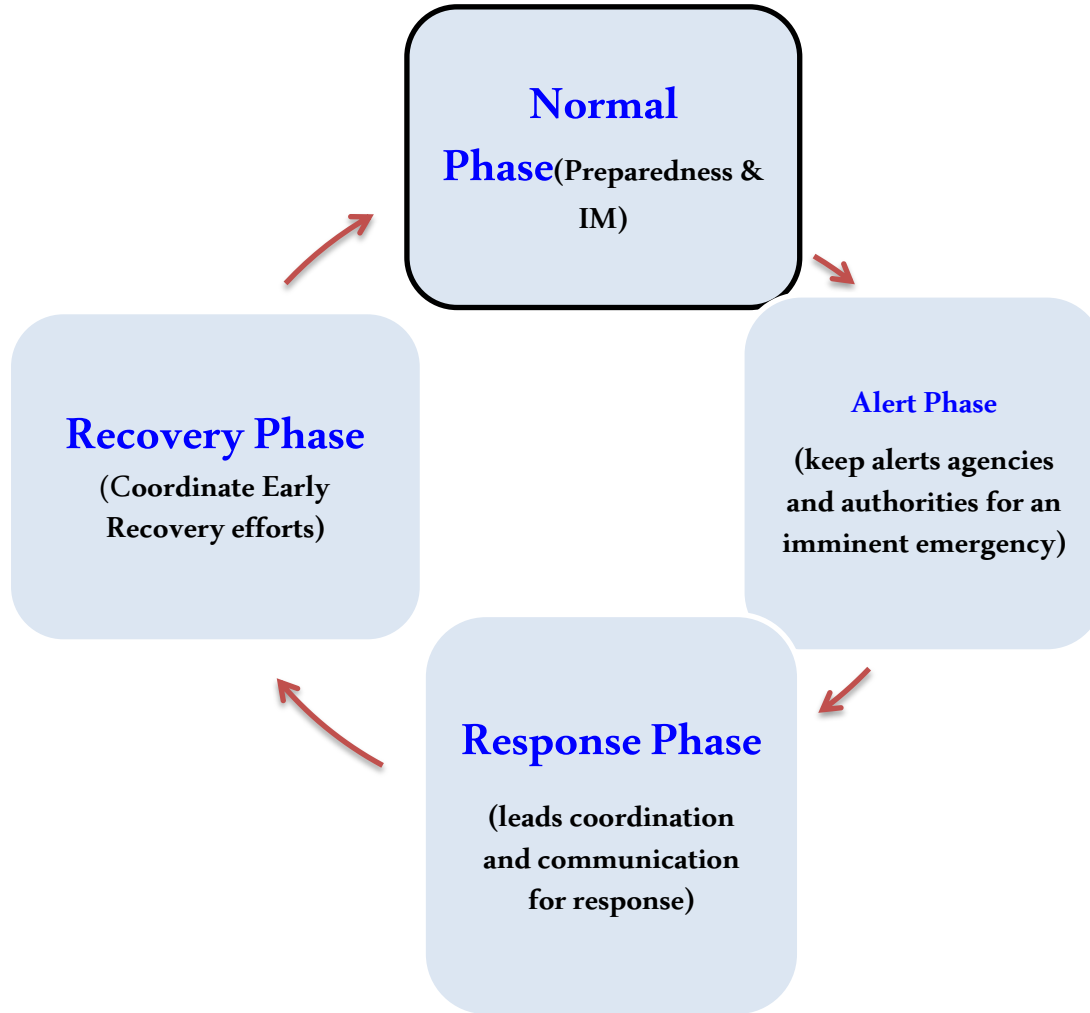 Normal
Phase(Preparedness &
IM)
Alert Phase
(keep alerts agencies
and authorities for an
imminent emergency)
Response Phase
(leads coordination
and communication
for response)
Recovery Phase
(Coordinate Early
Recovery efforts)